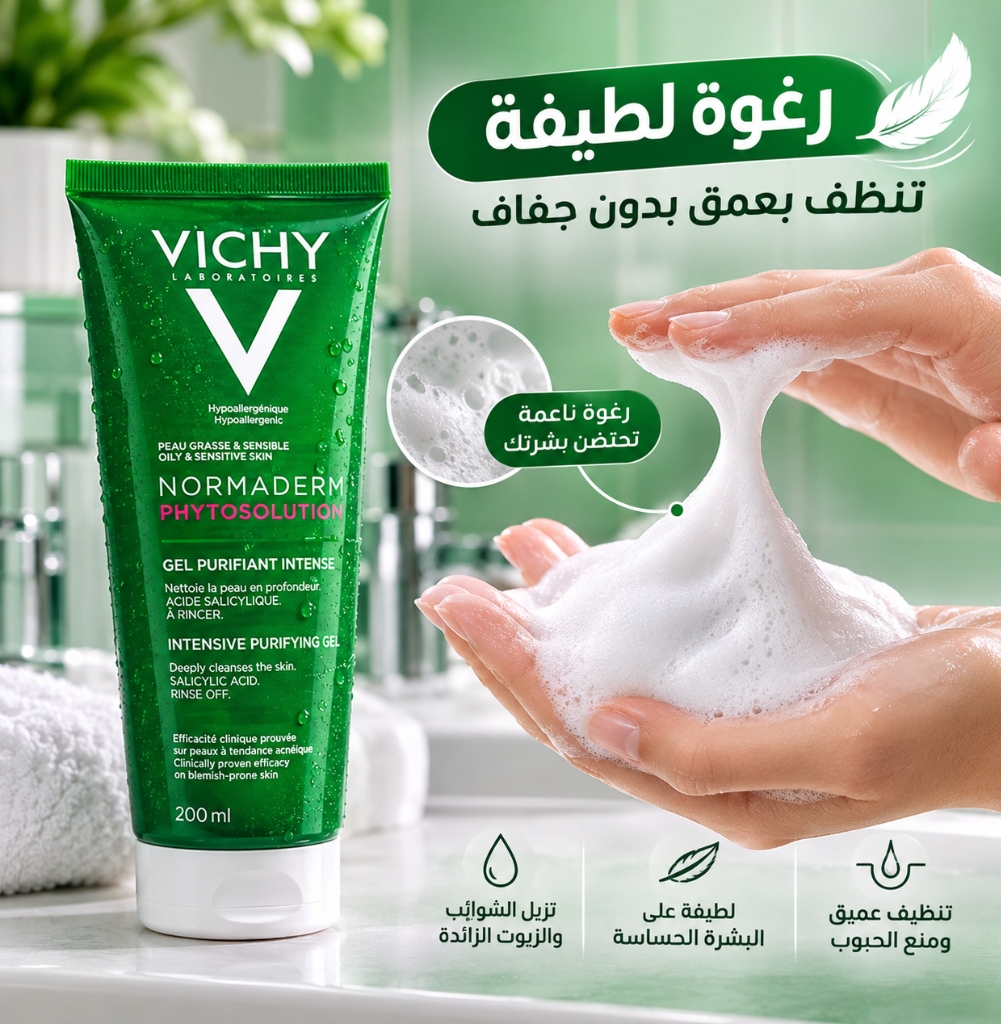 رغوة لطيفة
تنظف بعمق بدون جفاف
VICHY
LABORATOIRES
V
Hypoallergénique
Hypoallergenic
PEAU GRASSE & SENSIBLE
OILY & SENSITIVE SKIN
NORMADERM
PHYTOSOLUTION
GEL PURIFIANT INTENSE
Nettoie la peau en profondeur.
ACIDE SALICYLIQUE.
À RINCER.
INTENSIVE PURIFYING GEL
Deeply cleanses the skin.
SALICYLIC ACID.
RINSE OFF.
Efficacité clinique prouvée
sur peaux à tendance acnéique
Clinically proven efficacy
on blemish-prone skin
200 ml
رغوة ناعمة
تحتضن بشرتك
تنظيف عميق
ومنع الحبوب
لطيفة على
البشرة الحساسة
تزيل الشوائب
والزيوت الزائدة